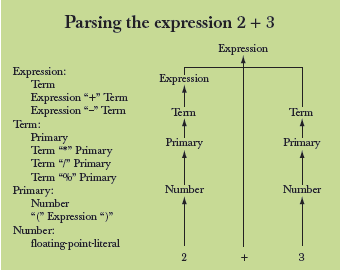 Parsing the expression 2 + 3
Expression
Expression:
Term
Expression “+” Term
Expression “–” Term
Term:
Primary
Term “*” Primary
Term “/” Primary
Term “%” Primary
Primary:
Number
“(” Expression “)”
Number:
floating-point-literal
Expression
Term
Term
Primary
Primary
Number
Number
2 + 3